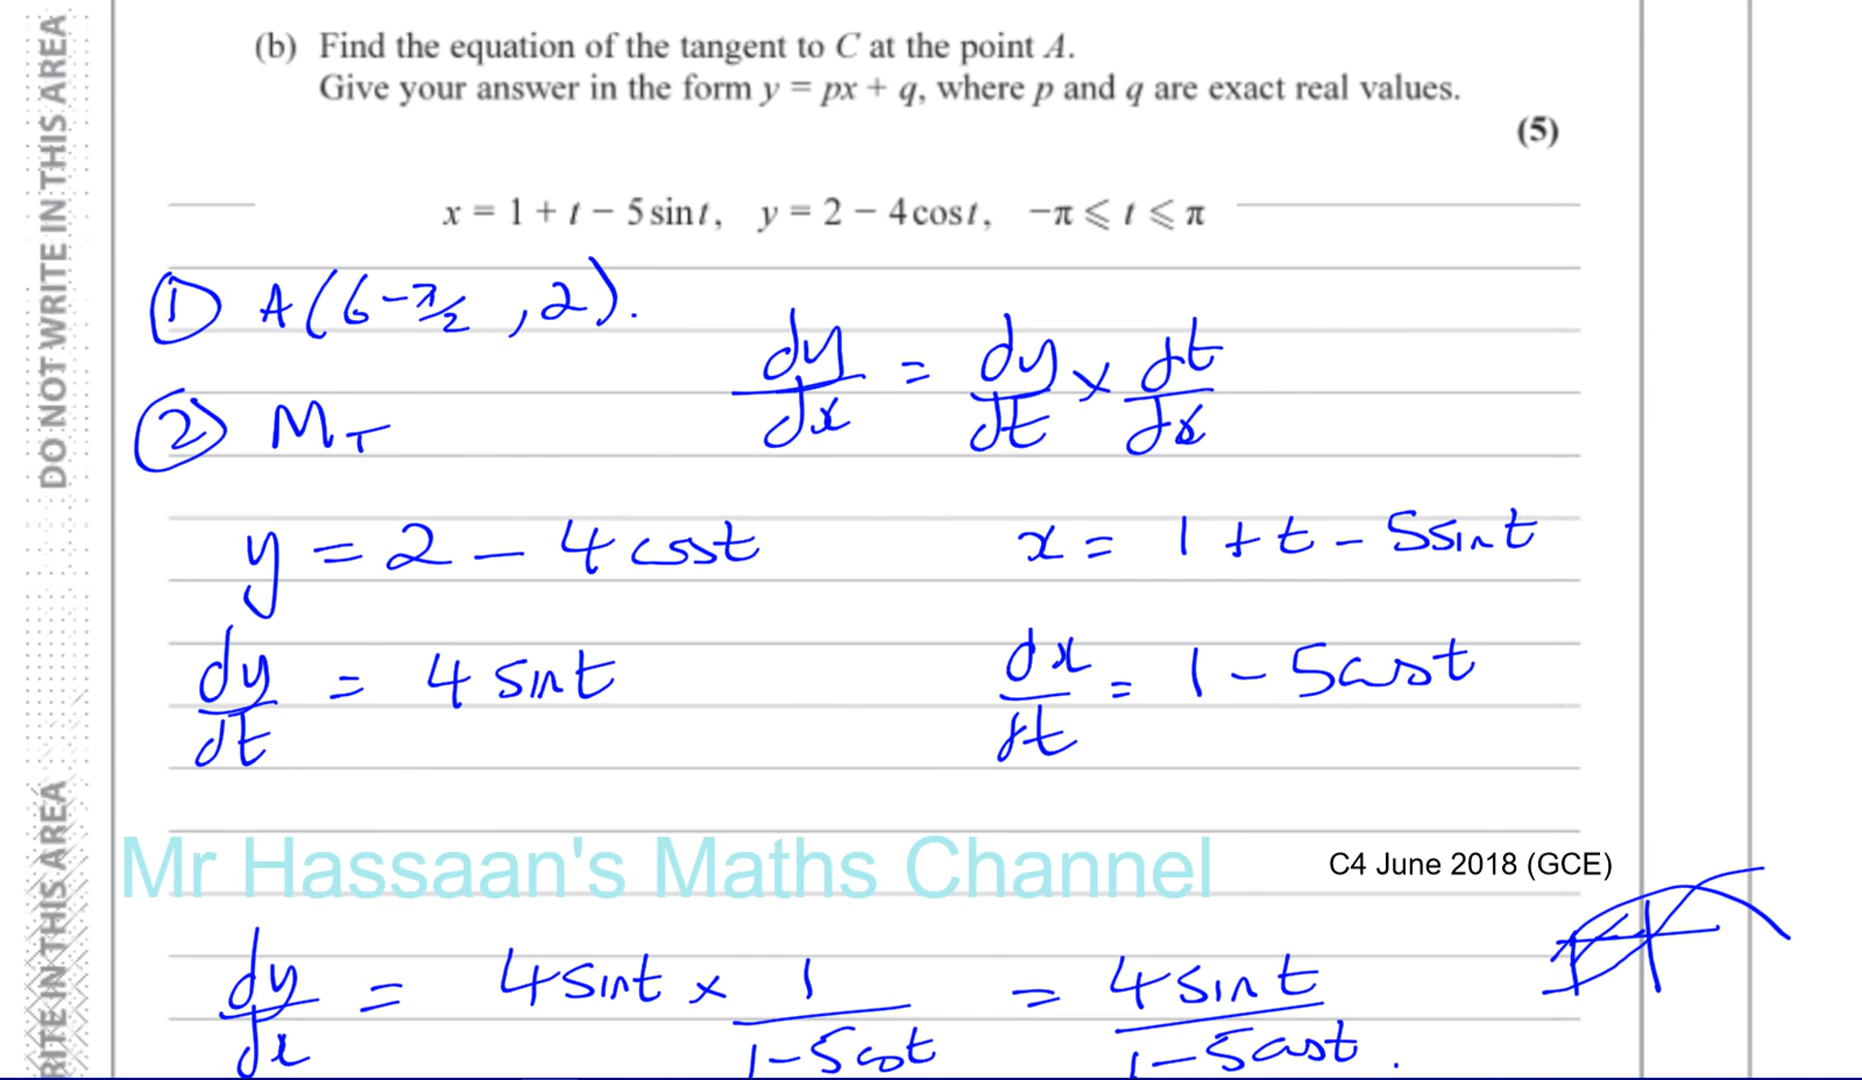 (b) Find the equation of the tangent to C at the point A.
Give your answer in the form y = px + q, where p and q are exact real values.
(5)
x = 1 + t − 5 sin t, y = 2 − 4 cos t, −π ⩽ t ⩽ π
① A(6−π/2 , 2).
② M_T
dy/dx = dy/dt × dt/dx
y = 2 − 4 cos t
x = 1 + t − 5 sin t
dy/dt = 4 sin t
dx/dt = 1 − 5 cos t
Mr Hassaan's Maths Channel
C4 June 2018 (GCE)
dy/dx = 4 sin t × 1/(1−5 cos t) = 4 sin t/(1−5 cos t).
DO NOT WRITE IN THIS AREA
RITE IN THIS AREA